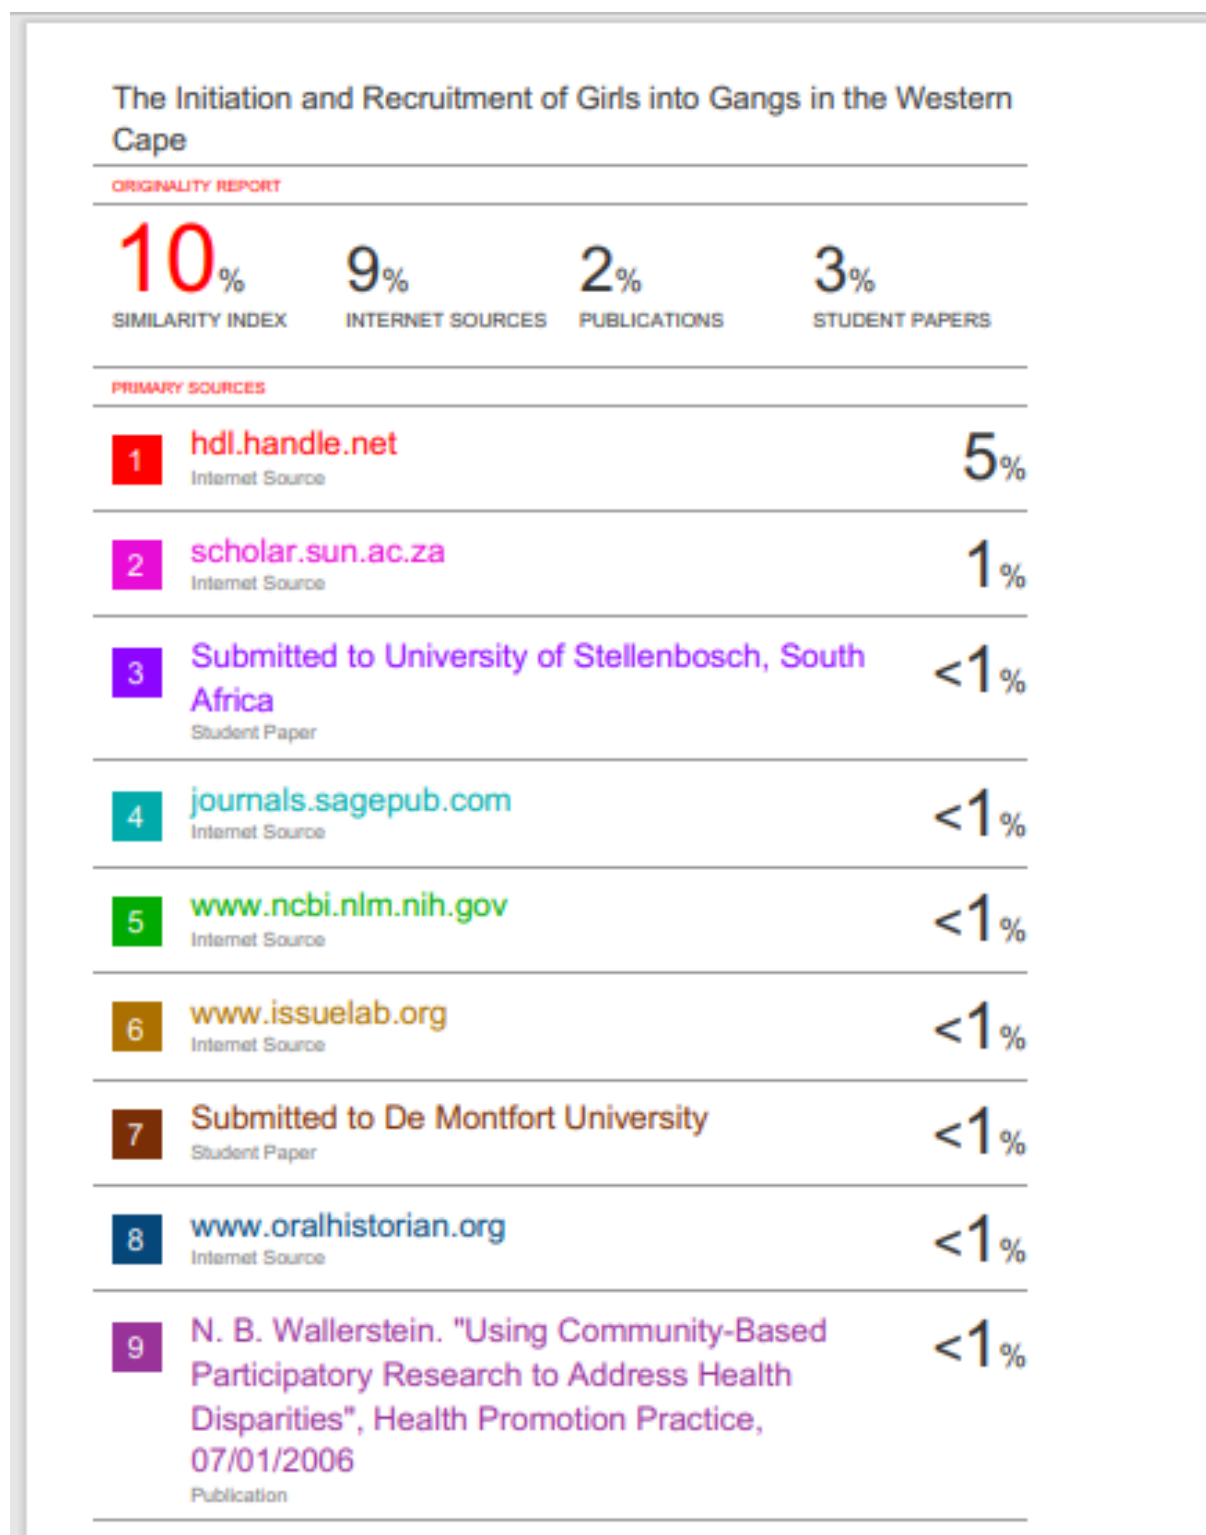 The Initiation and Recruitment of Girls into Gangs in the Western
Cape
ORIGINALITY REPORT
10% 9% 2% 3%
SIMILARITY INDEX INTERNET SOURCES PUBLICATIONS STUDENT PAPERS
PRIMARY SOURCES
1 hdl.handle.net 5%
Internet Source
2 scholar.sun.ac.za 1%
Internet Source
3 Submitted to University of Stellenbosch, South <1%
Africa
Student Paper
4 journals.sagepub.com <1%
Internet Source
5 www.ncbi.nlm.nih.gov <1%
Internet Source
6 www.issuelab.org <1%
Internet Source
7 Submitted to De Montfort University <1%
Student Paper
8 www.oralhistorian.org <1%
Internet Source
9 N. B. Wallerstein. "Using Community-Based <1%
Participatory Research to Address Health
Disparities", Health Promotion Practice,
07/01/2006
Publication